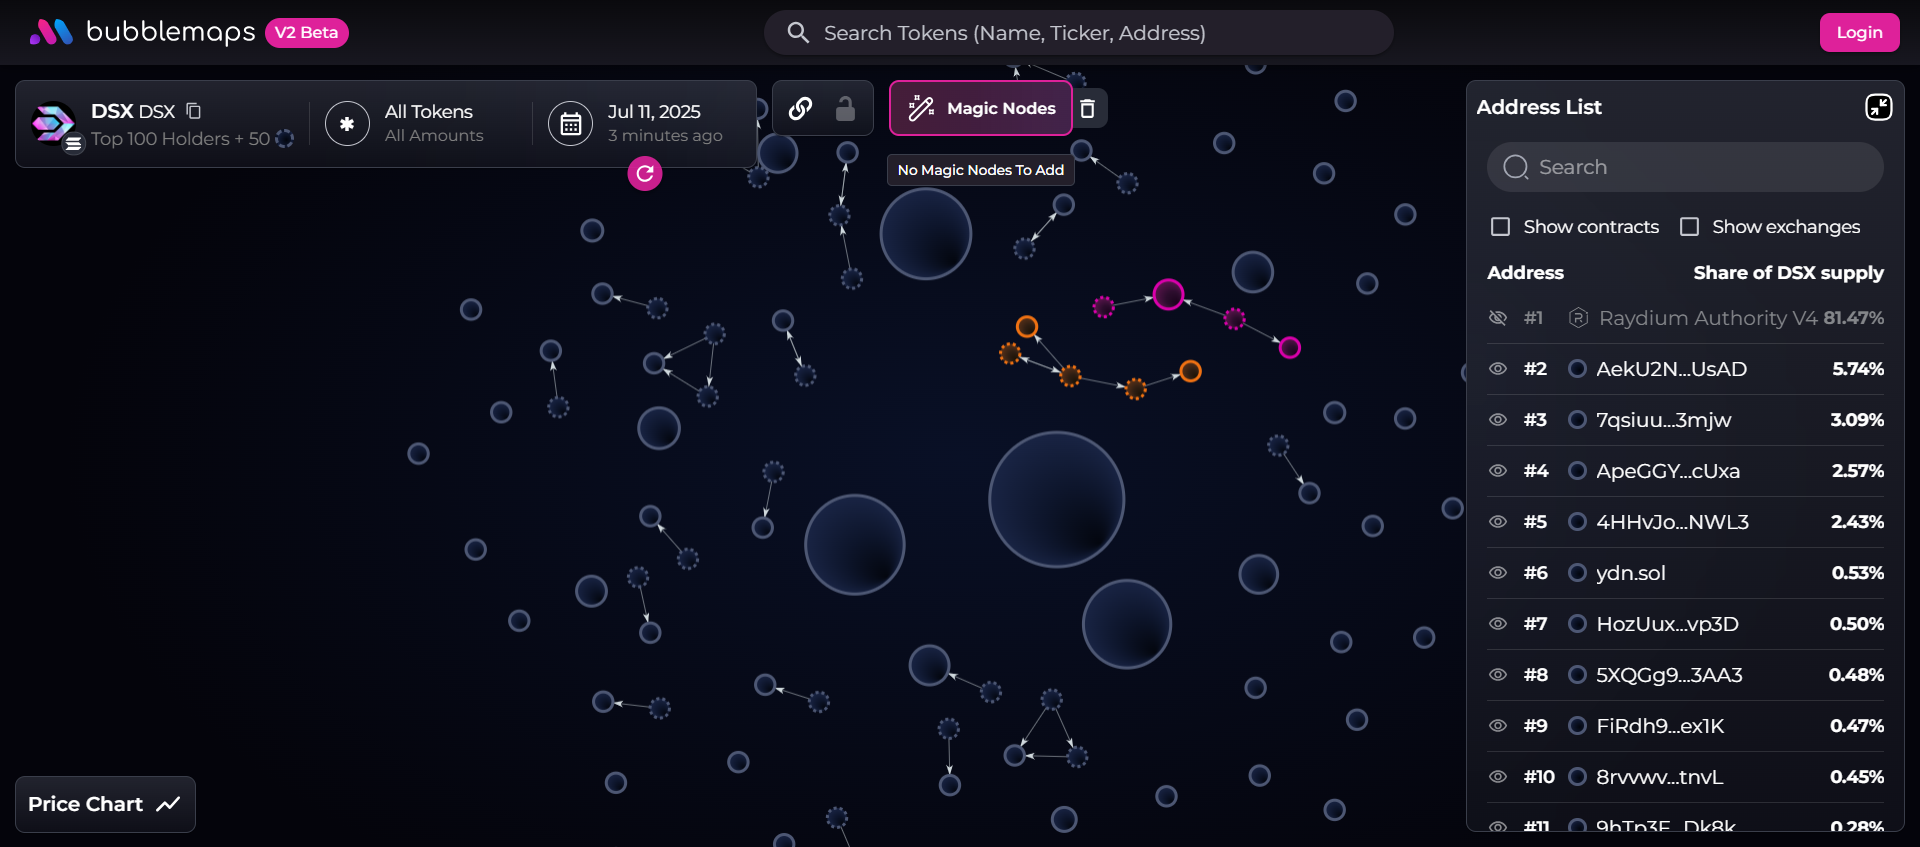 bubblemaps V2 Beta
Search Tokens (Name, Ticker, Address)
Login
DSX DSX
Top 100 Holders + 50
All Tokens
All Amounts
Jul 11, 2025
3 minutes ago
Magic Nodes
No Magic Nodes To Add
Address List
Search
Show contracts Show exchanges
Address Share of DSX supply
#1 Raydium Authority V4 81.47%
#2 AekU2N...UsAD 5.74%
#3 7qsiuu...3mjw 3.09%
#4 ApeGGY...cUxa 2.57%
#5 4HHvJo...NWL3 2.43%
#6 ydn.sol 0.53%
#7 HozUux...vp3D 0.50%
#8 5XQGg9...3AA3 0.48%
#9 FiRdh9...ex1K 0.47%
#10 8rvvwv...tnvL 0.45%
#11 9hTp3F...Dk8k 0.28%
Price Chart